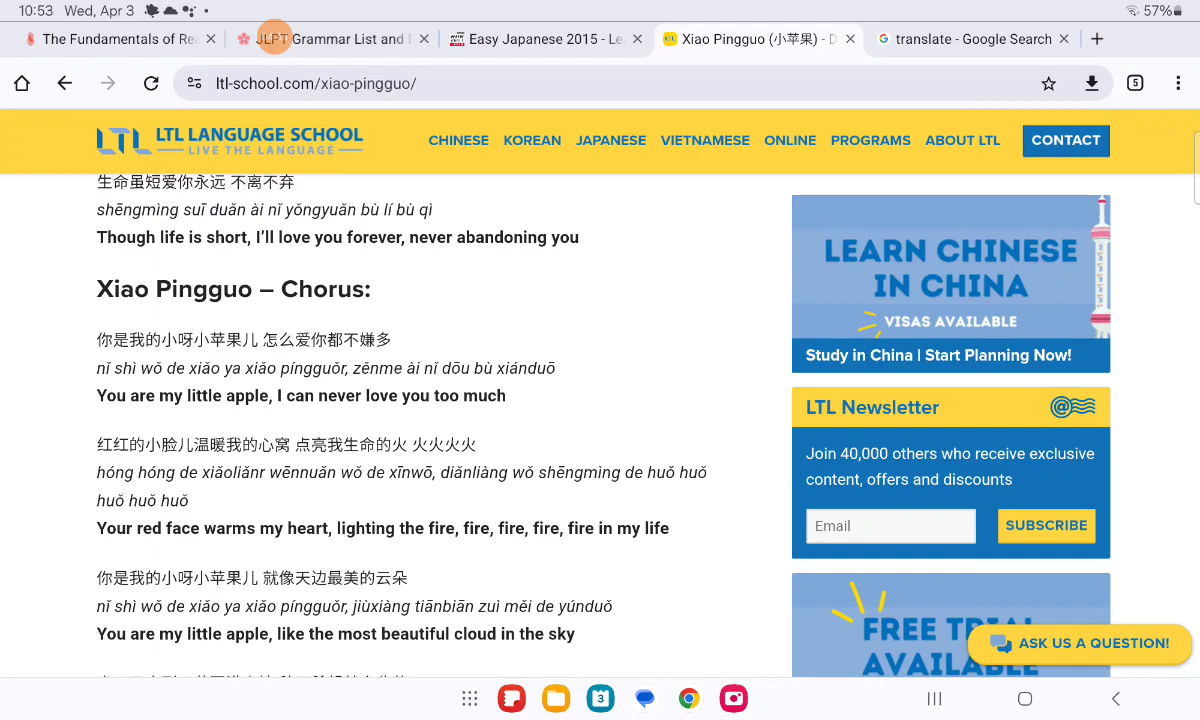 10:53 Wed, Apr 3
57%
The Fundamentals of Re
JLPT Grammar List and
Easy Japanese 2015 - Le
Xiao Pingguo (小苹果) - D
translate - Google Search
ltl-school.com/xiao-pingguo/
5
LTL LANGUAGE SCHOOL
LIVE THE LANGUAGE
CHINESE KOREAN JAPANESE VIETNAMESE ONLINE PROGRAMS ABOUT LTL CONTACT
生命虽短爱你永远 不离不弃
shēngmìng suī duǎn ài nǐ yǒngyuǎn bù lí bù qì
Though life is short, I'll love you forever, never abandoning you
Xiao Pingguo – Chorus:
你是我的小呀小苹果儿 怎么爱你都不嫌多
nǐ shì wǒ de xiǎo ya xiǎo píngguǒr, zěnme ài nǐ dōu bù xiánduō
You are my little apple, I can never love you too much
红红的小脸儿温暖我的心窝 点亮我生命的火 火火火火
hóng hóng de xiǎoliǎnr wēnnuǎn wǒ de xīnwō, diǎnliàng wǒ shēngmìng de huǒ huǒ
huǒ huǒ huǒ
Your red face warms my heart, lighting the fire, fire, fire, fire, fire in my life
你是我的小呀小苹果儿 就像天边最美的云朵
nǐ shì wǒ de xiǎo ya xiǎo píngguǒr, jiùxiàng tiānbiān zuì měi de yúnduǒ
You are my little apple, like the most beautiful cloud in the sky
LEARN CHINESE
IN CHINA
VISAS AVAILABLE
Study in China | Start Planning Now!
LTL Newsletter
Join 40,000 others who receive exclusive
content, offers and discounts
Email
SUBSCRIBE
FREE TRIAL
AVAILABLE
ASK US A QUESTION!
3